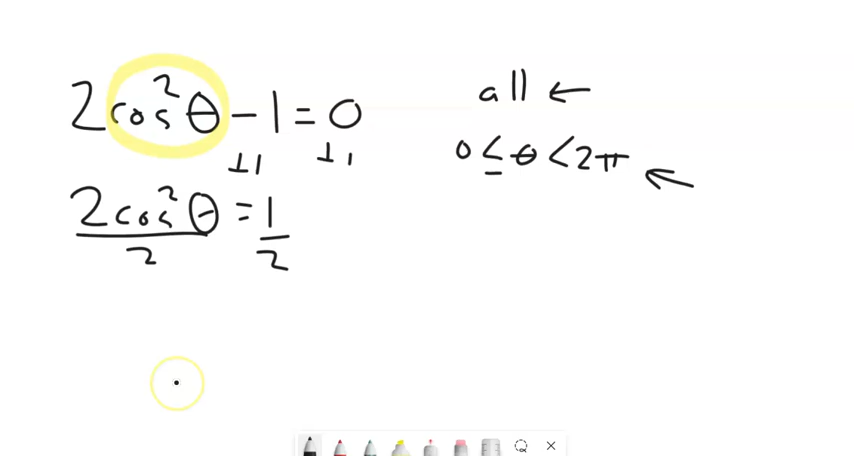 2cos²θ - 1 = 0
+1 +1
2cos²θ = 1
2 2
all ←
0 ≤ θ < 2π ←